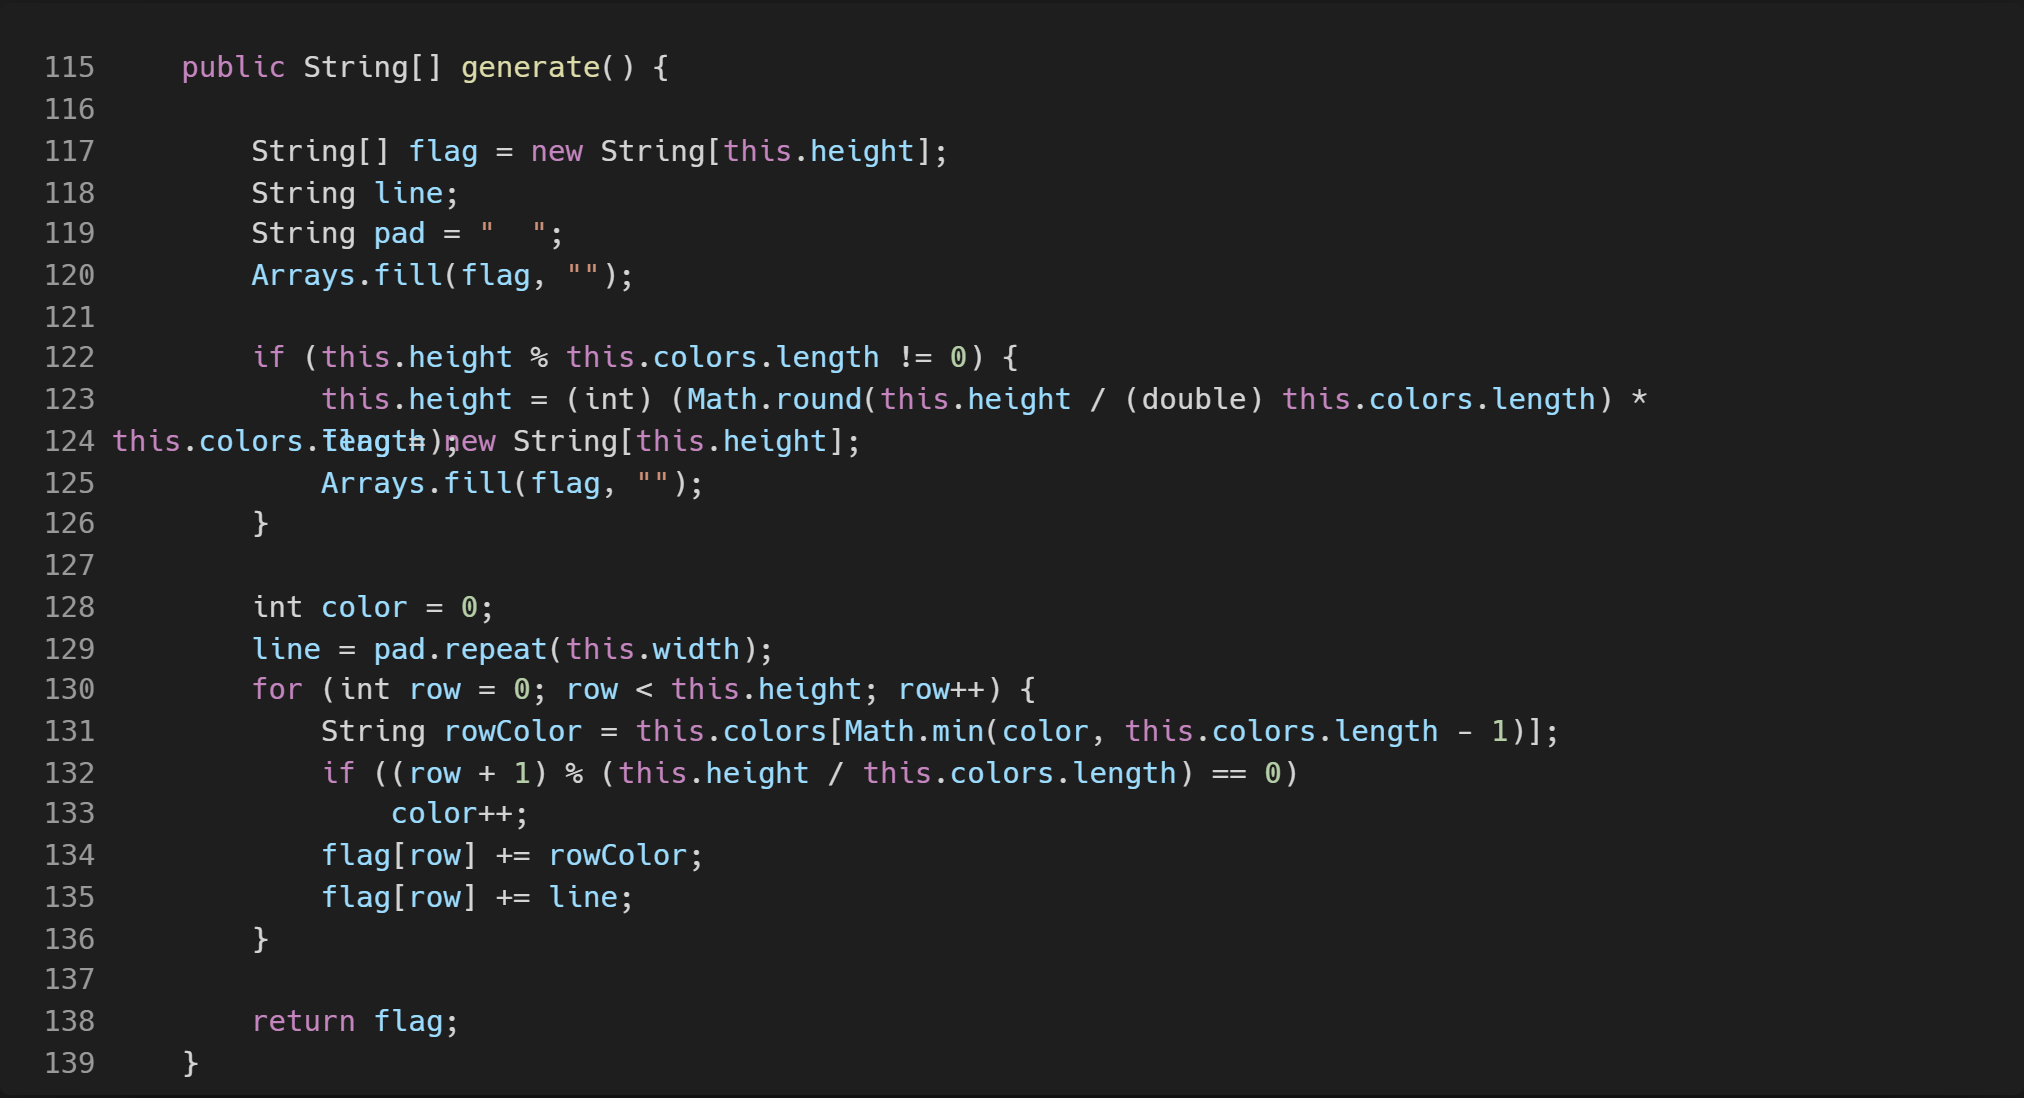 115     public String[] generate() {
116
117         String[] flag = new String[this.height];
118         String line;
119         String pad = "  ";
120         Arrays.fill(flag, "");
121
122         if (this.height % this.colors.length != 0) {
123             this.height = (int) (Math.round(this.height / (double) this.colors.length) *
this.colors.length);
124             flag = new String[this.height];
125             Arrays.fill(flag, "");
126         }
127
128         int color = 0;
129         line = pad.repeat(this.width);
130         for (int row = 0; row < this.height; row++) {
131             String rowColor = this.colors[Math.min(color, this.colors.length - 1)];
132             if ((row + 1) % (this.height / this.colors.length) == 0)
133                 color++;
134             flag[row] += rowColor;
135             flag[row] += line;
136         }
137
138         return flag;
139     }